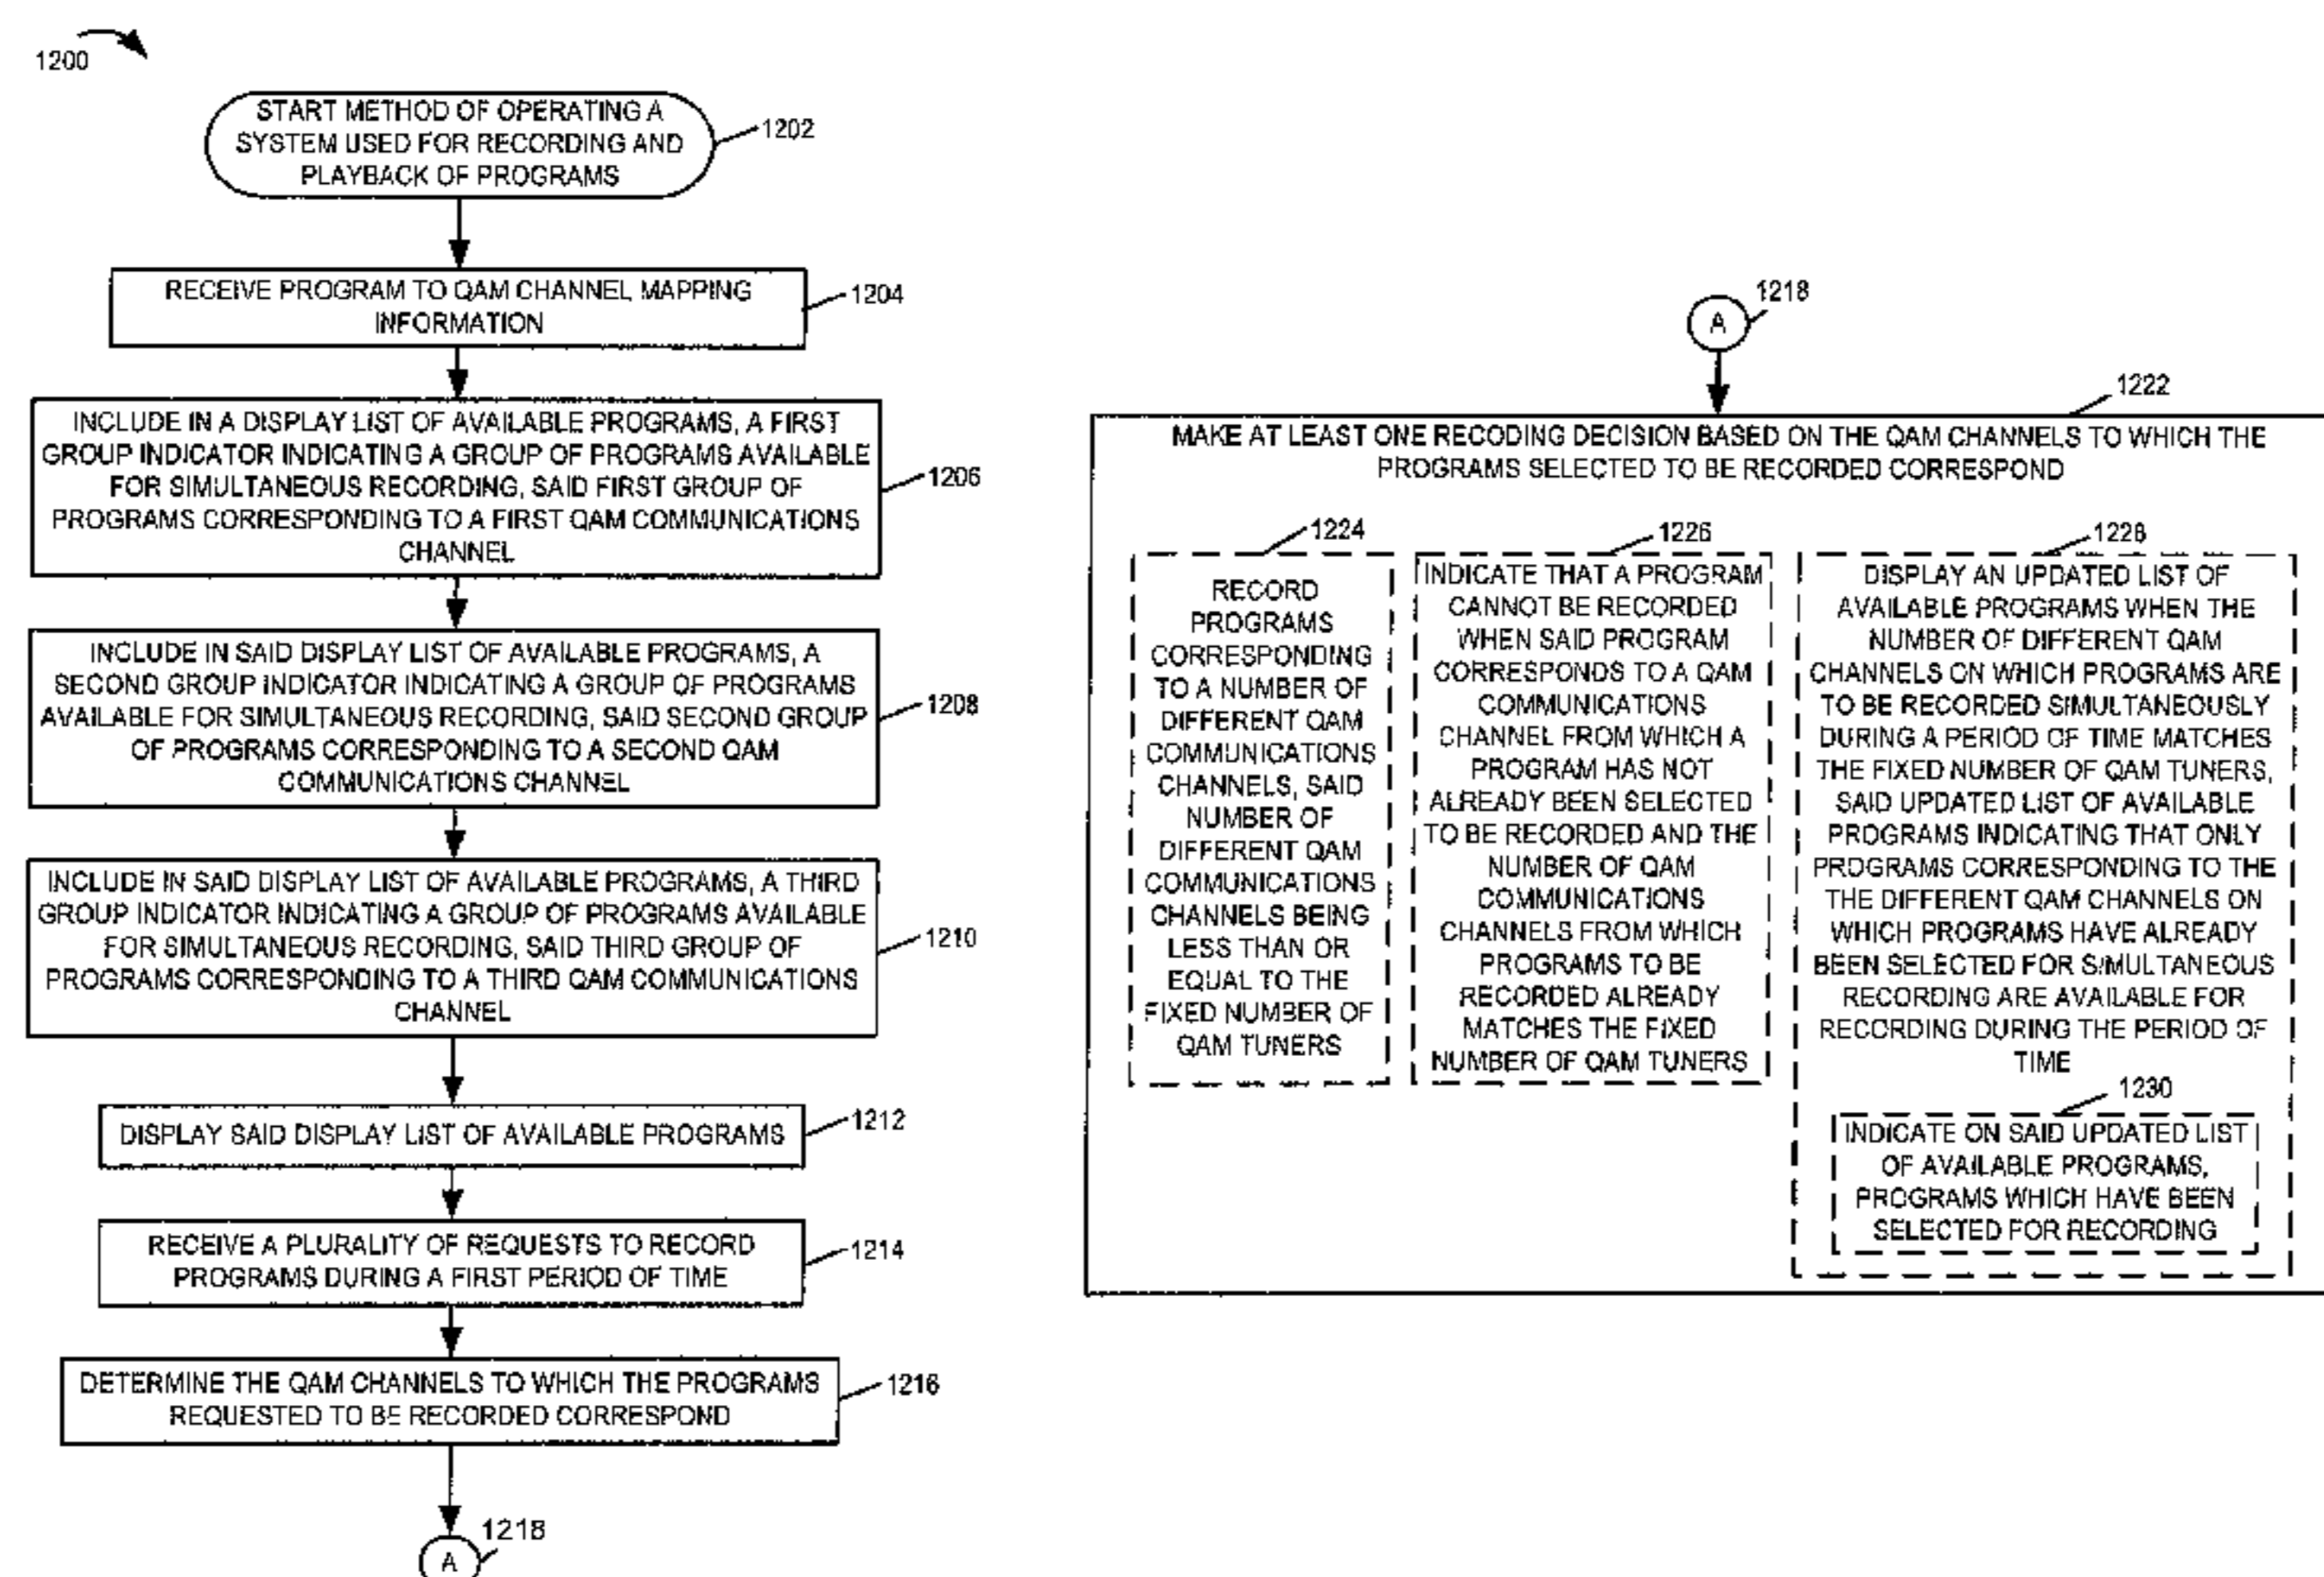 1200
START METHOD OF OPERATING A
SYSTEM USED FOR RECORDING AND
PLAYBACK OF PROGRAMS
1202
RECEIVE PROGRAM TO QAM CHANNEL MAPPING
INFORMATION
1204
INCLUDE IN A DISPLAY LIST OF AVAILABLE PROGRAMS, A FIRST
GROUP INDICATOR INDICATING A GROUP OF PROGRAMS AVAILABLE
FOR SIMULTANEOUS RECORDING, SAID FIRST GROUP OF
PROGRAMS CORRESPONDING TO A FIRST QAM COMMUNICATIONS
CHANNEL
1206
INCLUDE IN SAID DISPLAY LIST OF AVAILABLE PROGRAMS, A
SECOND GROUP INDICATOR INDICATING A GROUP OF PROGRAMS
AVAILABLE FOR SIMULTANEOUS RECORDING, SAID SECOND GROUP
OF PROGRAMS CORRESPONDING TO A SECOND QAM
COMMUNICATIONS CHANNEL
1208
INCLUDE IN SAID DISPLAY LIST OF AVAILABLE PROGRAMS, A THIRD
GROUP INDICATOR INDICATING A GROUP OF PROGRAMS AVAILABLE
FOR SIMULTANEOUS RECORDING, SAID THIRD GROUP OF
PROGRAMS CORRESPONDING TO A THIRD QAM COMMUNICATIONS
CHANNEL
1210
DISPLAY SAID DISPLAY LIST OF AVAILABLE PROGRAMS
1212
RECEIVE A PLURALITY OF REQUESTS TO RECORD
PROGRAMS DURING A FIRST PERIOD OF TIME
1214
DETERMINE THE QAM CHANNELS TO WHICH THE PROGRAMS
REQUESTED TO BE RECORDED CORRESPOND
1216
1218
A
1218
A
1222
MAKE AT LEAST ONE RECODING DECISION BASED ON THE QAM CHANNELS TO WHICH THE
PROGRAMS SELECTED TO BE RECORDED CORRESPOND
1224
RECORD
PROGRAMS
CORRESPONDING
TO A NUMBER OF
DIFFERENT QAM
COMMUNICATIONS
CHANNELS, SAID
NUMBER OF
DIFFERENT QAM
COMMUNICATIONS
CHANNELS BEING
LESS THAN OR
EQUAL TO THE
FIXED NUMBER OF
QAM TUNERS
1226
INDICATE THAT A PROGRAM
CANNOT BE RECORDED
WHEN SAID PROGRAM
CORRESPONDS TO A QAM
COMMUNICATIONS
CHANNEL FROM WHICH A
PROGRAM HAS NOT
ALREADY BEEN SELECTED
TO BE RECORDED AND THE
NUMBER OF QAM
COMMUNICATIONS
CHANNELS FROM WHICH
PROGRAMS TO BE
RECORDED ALREADY
MATCHES THE FIXED
NUMBER OF QAM TUNERS
1228
DISPLAY AN UPDATED LIST OF
AVAILABLE PROGRAMS WHEN THE
NUMBER OF DIFFERENT QAM
CHANNELS ON WHICH PROGRAMS ARE
TO BE RECORDED SIMULTANEOUSLY
DURING A PERIOD OF TIME MATCHES
THE FIXED NUMBER OF QAM TUNERS,
SAID UPDATED LIST OF AVAILABLE
PROGRAMS INDICATING THAT ONLY
PROGRAMS CORRESPONDING TO THE
THE DIFFERENT QAM CHANNELS ON
WHICH PROGRAMS HAVE ALREADY
BEEN SELECTED FOR SIMULTANEOUS
RECORDING ARE AVAILABLE FOR
RECORDING DURING THE PERIOD OF
TIME
1230
INDICATE ON SAID UPDATED LIST
OF AVAILABLE PROGRAMS,
PROGRAMS WHICH HAVE BEEN
SELECTED FOR RECORDING